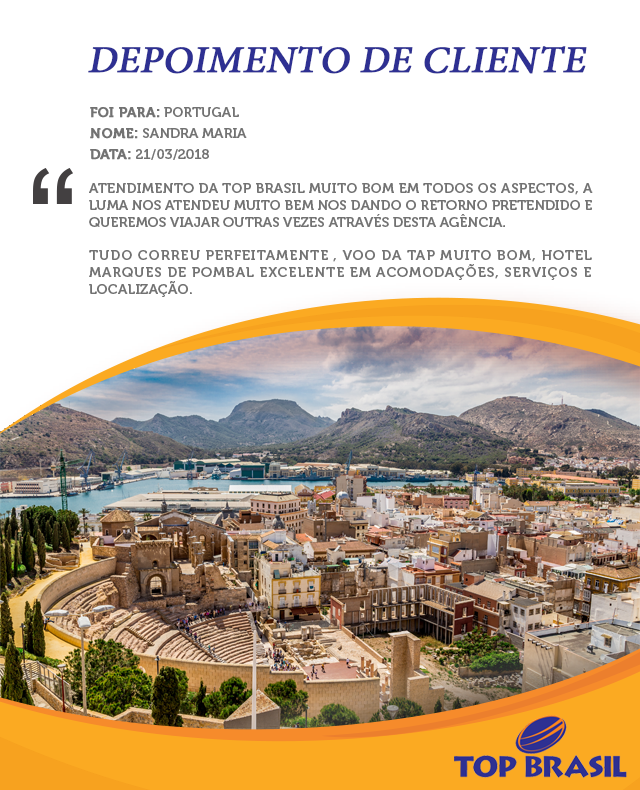 DEPOIMENTO DE CLIENTE
FOI PARA: PORTUGAL
NOME: SANDRA MARIA
DATA: 21/03/2018
“
ATENDIMENTO DA TOP BRASIL MUITO BOM EM TODOS OS ASPECTOS, A
LUMA NOS ATENDEU MUITO BEM NOS DANDO O RETORNO PRETENDIDO E
QUEREMOS VIAJAR OUTRAS VEZES ATRAVÉS DESTA AGÊNCIA.
TUDO CORREU PERFEITAMENTE , VOO DA TAP MUITO BOM, HOTEL
MARQUES DE POMBAL EXCELENTE EM ACOMODAÇÕES, SERVIÇOS E
LOCALIZAÇÃO.
TOP BRASIL